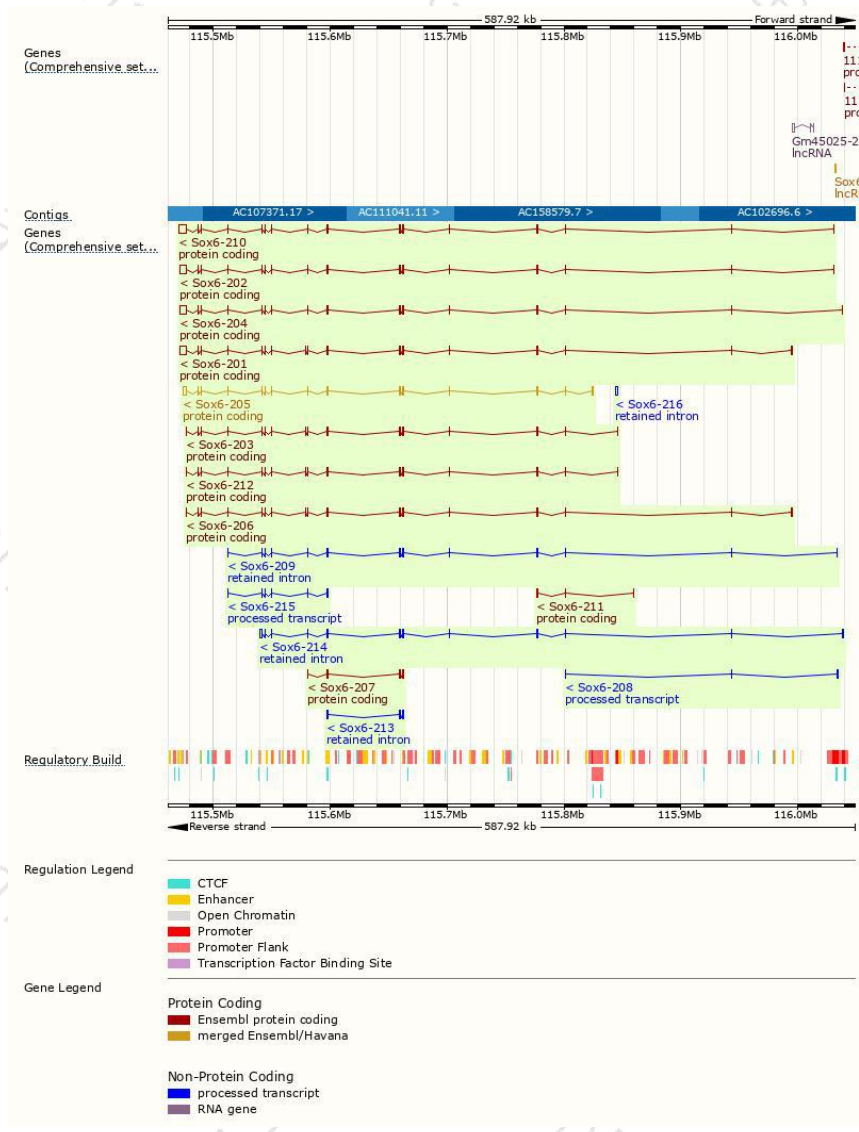 587.92 kb Forward strand
115.5Mb 115.6Mb 115.7Mb 115.8Mb 115.9Mb 116.0Mb
Genes
(Comprehensive set...
111
pro
11
pro
Gm45025-2
lncRNA
Sox6
lncR
Contigs
AC107371.17 > AC111041.11 > AC158579.7 > AC102696.6 >
Genes
(Comprehensive set...
< Sox6-210
protein coding
< Sox6-202
protein coding
< Sox6-204
protein coding
< Sox6-201
protein coding
< Sox6-205 < Sox6-216
protein coding retained intron
< Sox6-203
protein coding
< Sox6-212
protein coding
< Sox6-206
protein coding
< Sox6-209
retained intron
< Sox6-215 < Sox6-211
processed transcript protein coding
< Sox6-214
retained intron
< Sox6-207 < Sox6-208
protein coding processed transcript
< Sox6-213
retained intron
Regulatory Build
115.5Mb 115.6Mb 115.7Mb 115.8Mb 115.9Mb 116.0Mb
Reverse strand 587.92 kb
Regulation Legend
CTCF
Enhancer
Open Chromatin
Promoter
Promoter Flank
Transcription Factor Binding Site
Gene Legend
Protein Coding
Ensembl protein coding
merged Ensembl/Havana
Non-Protein Coding
processed transcript
RNA gene